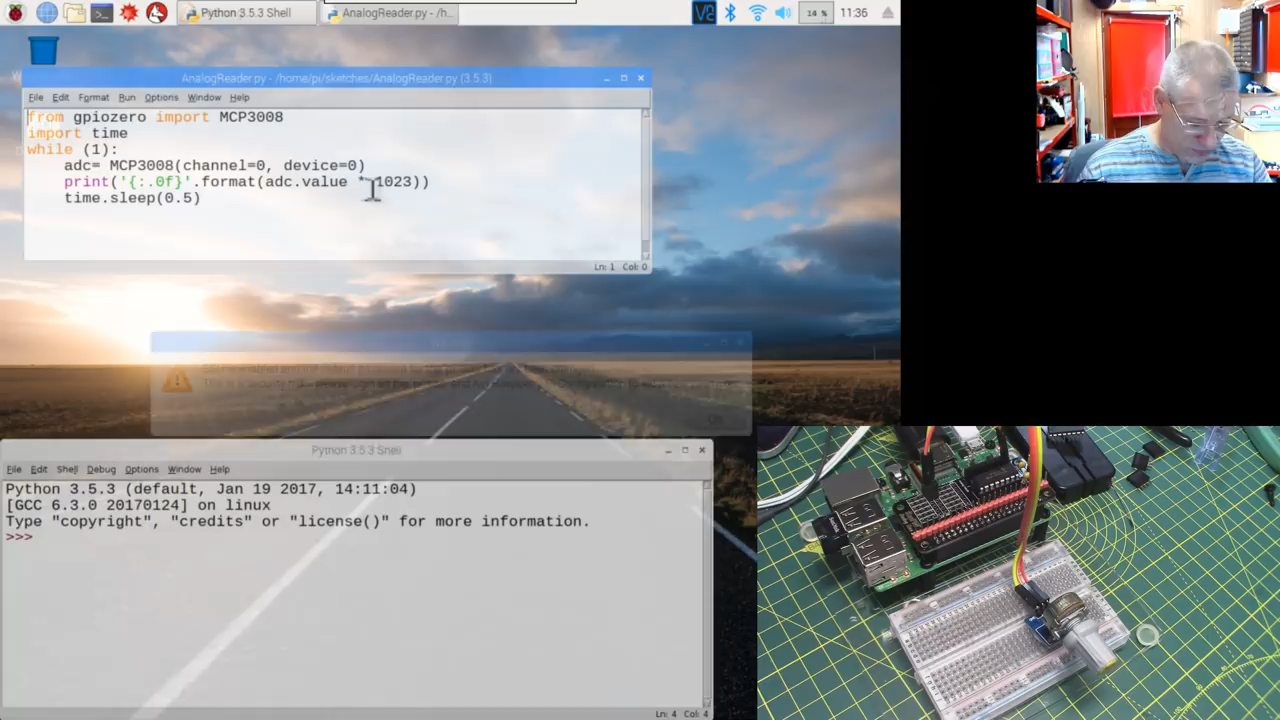 Python 3.5.3 Shell
AnalogReader.py - /h...
14 %
11:36
AnalogReader.py - /home/pi/sketches/AnalogReader.py (3.5.3)
File Edit Format Run Options Window Help
from gpiozero import MCP3008
import time
while (1):
adc= MCP3008(channel=0, device=0)
print('{:.0f}'.format(adc.value * 1023))
time.sleep(0.5)
Ln: 1 Col: 0
Python 3.5.3 Shell
File Edit Shell Debug Options Window Help
Python 3.5.3 (default, Jan 19 2017, 14:11:04)
[GCC 6.3.0 20170124] on linux
Type "copyright", "credits" or "license()" for more information.
>>>
Ln: 4 Col: 4